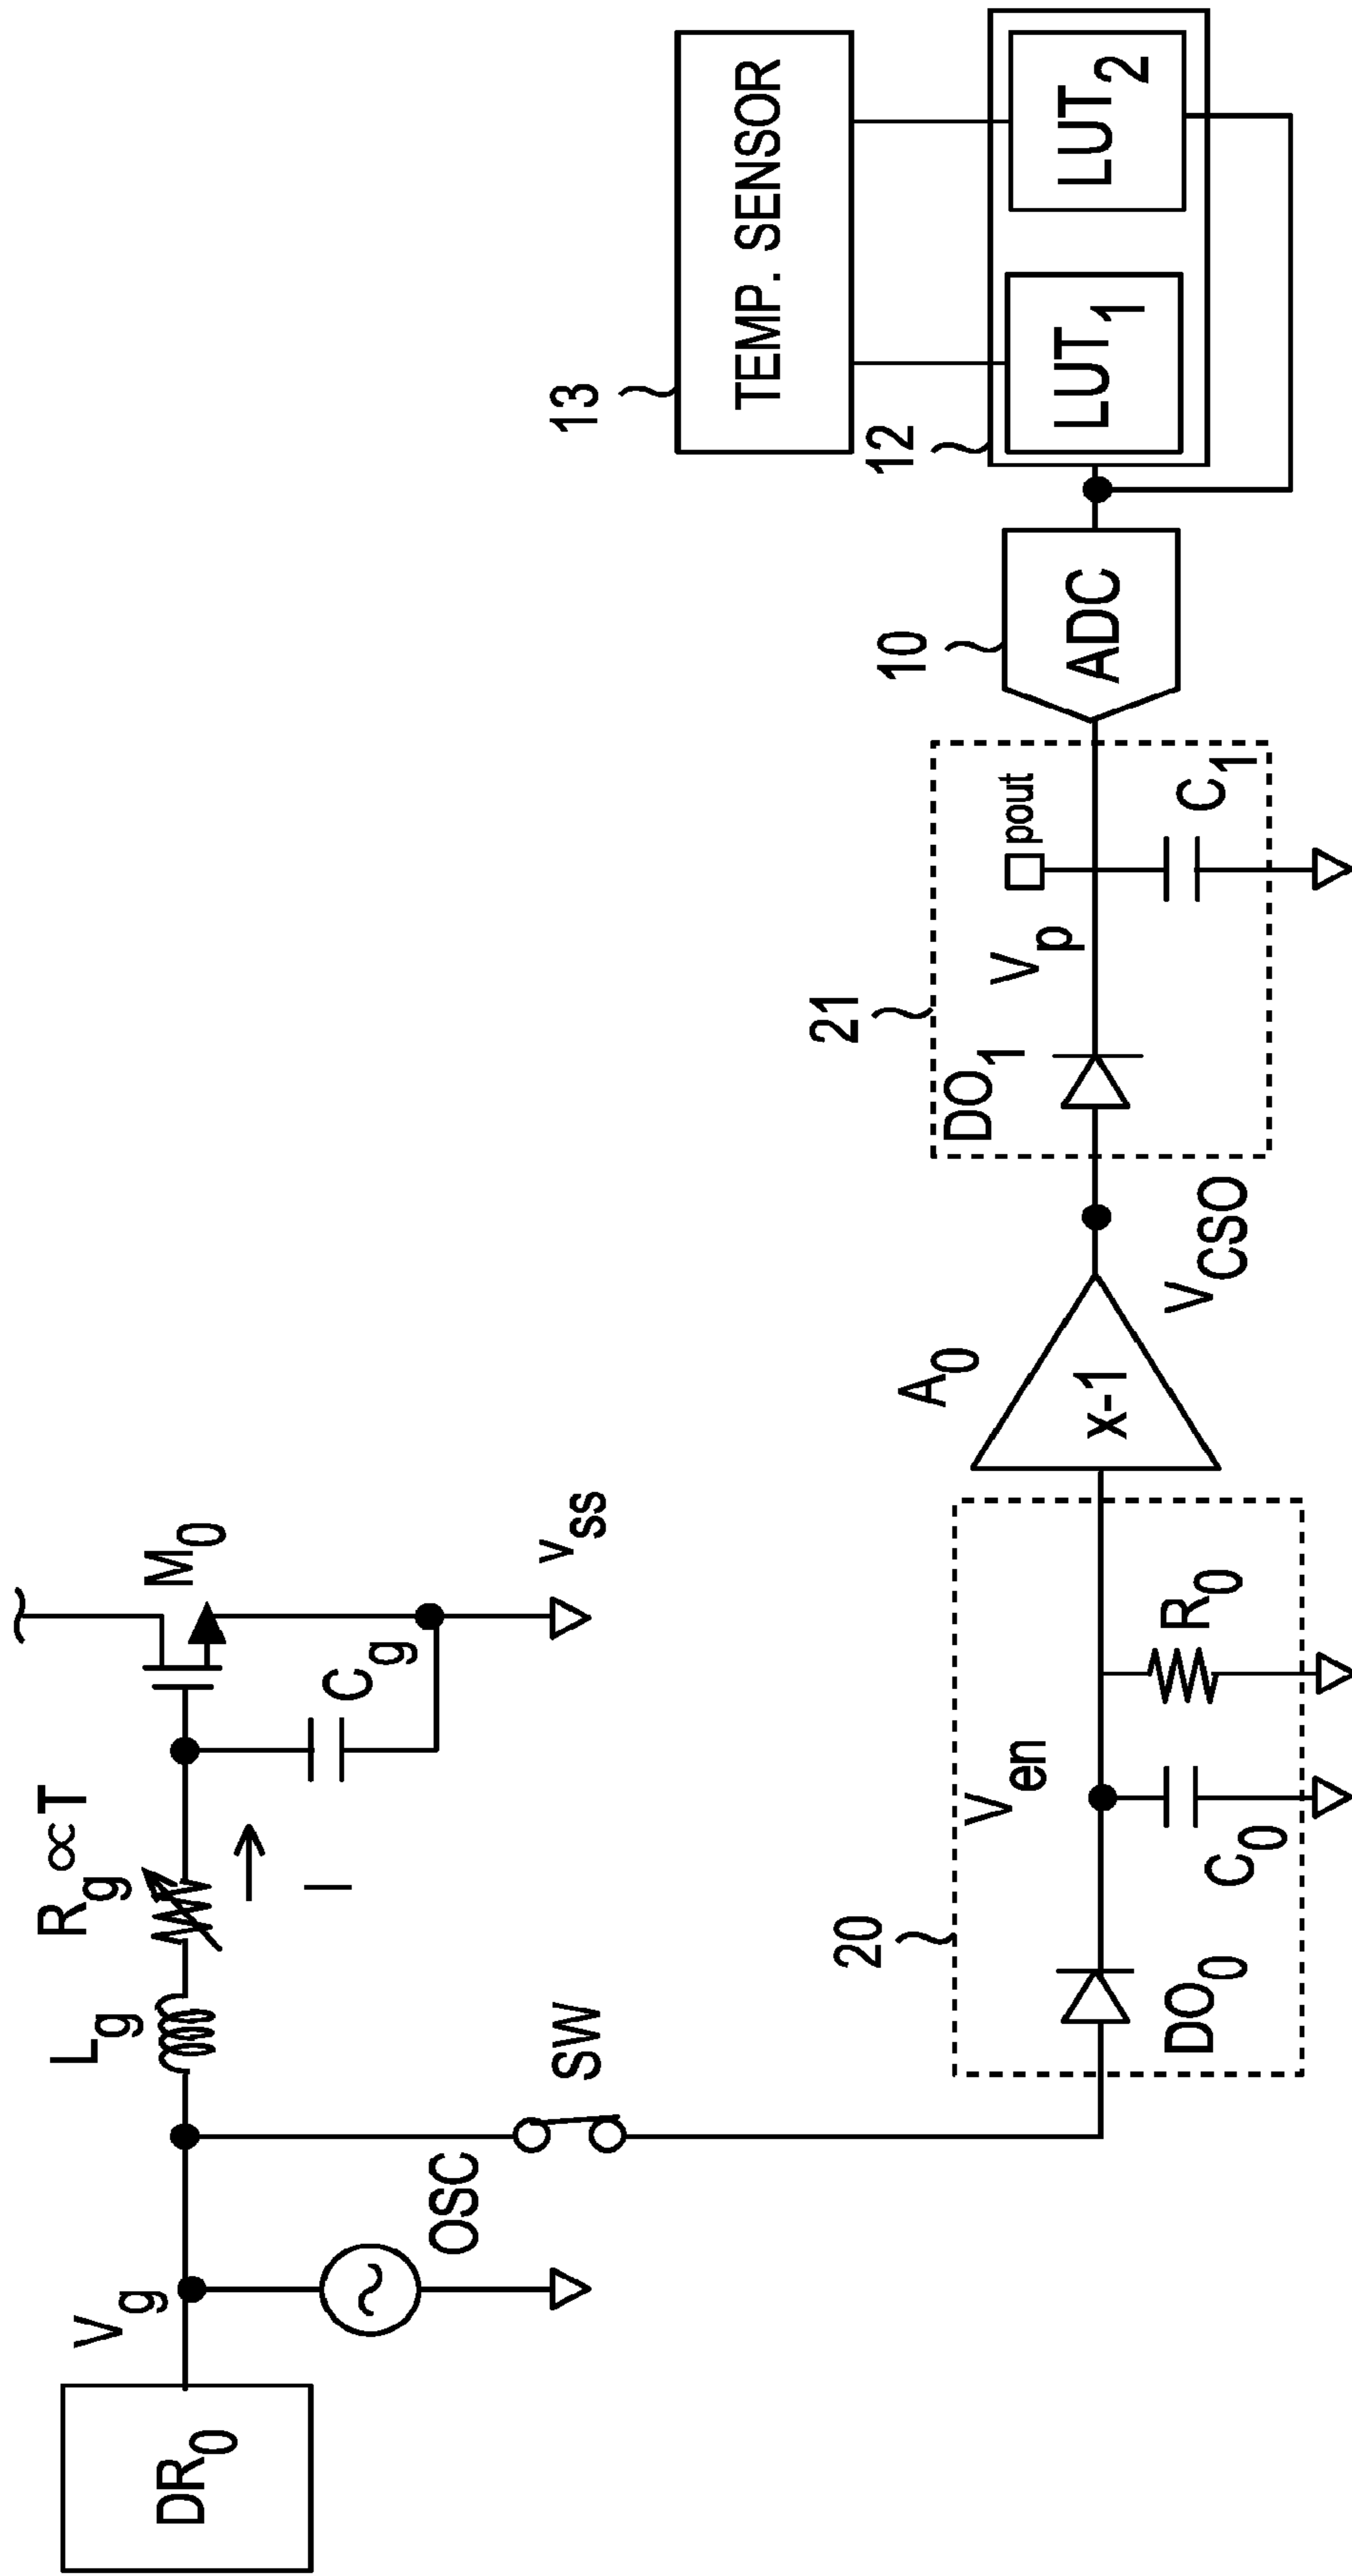 DR0
Vg
OSC
SW
Lg
Rg ∝T
I
Cg
M0
vss
20
DO0
C0
Ven
R0
A0
x-1
VCSO
21
DO1
Vp
pout
C1
10
ADC
12
LUT1
LUT2
13
TEMP. SENSOR